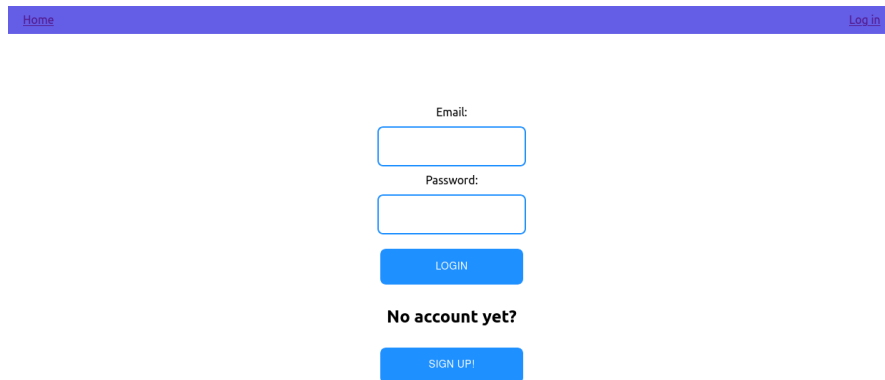 Home Log in
Email:
Password:
LOGIN
No account yet?
SIGN UP!